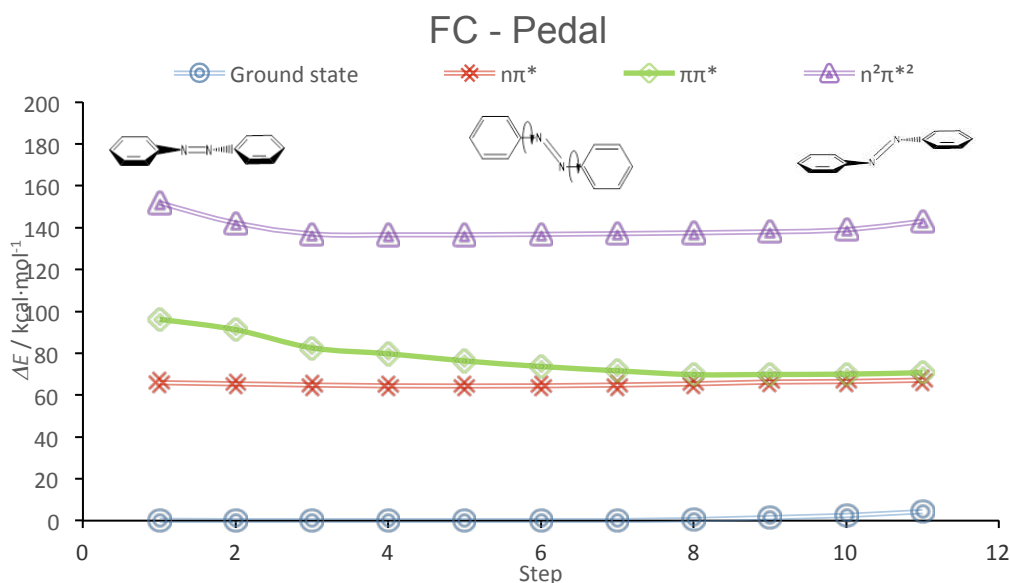 FC - Pedal
Ground state nπ* ππ* n²π*²
200
180
160
140
120
100
80
60
40
20
0
ΔE / kcal·mol⁻¹
N N
N
N
N
N
0 2 4 6 8 10 12
Step